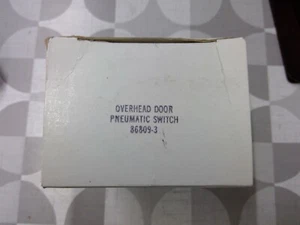 OVERHEAD DOOR
PNEUMATIC SWITCH
86809-3